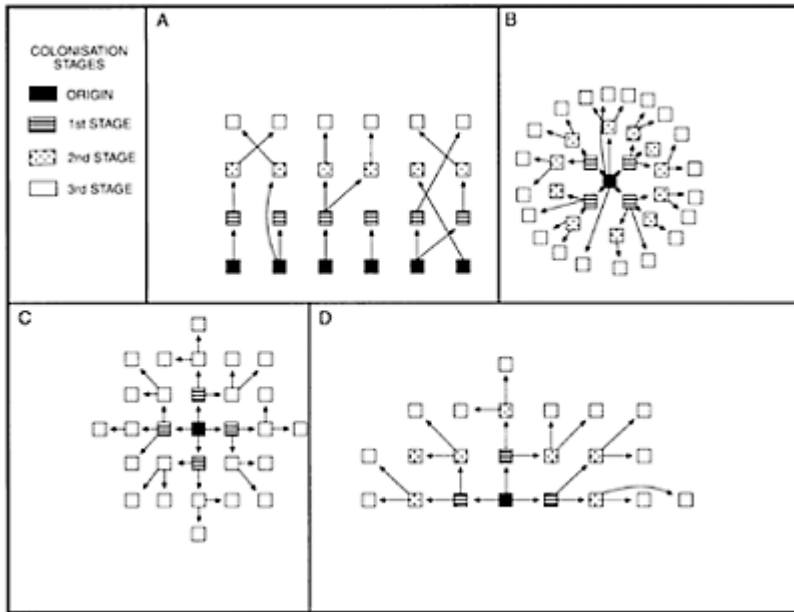 COLONISATION
STAGES
ORIGIN
1st STAGE
2nd STAGE
3rd STAGE
A
B
C
D